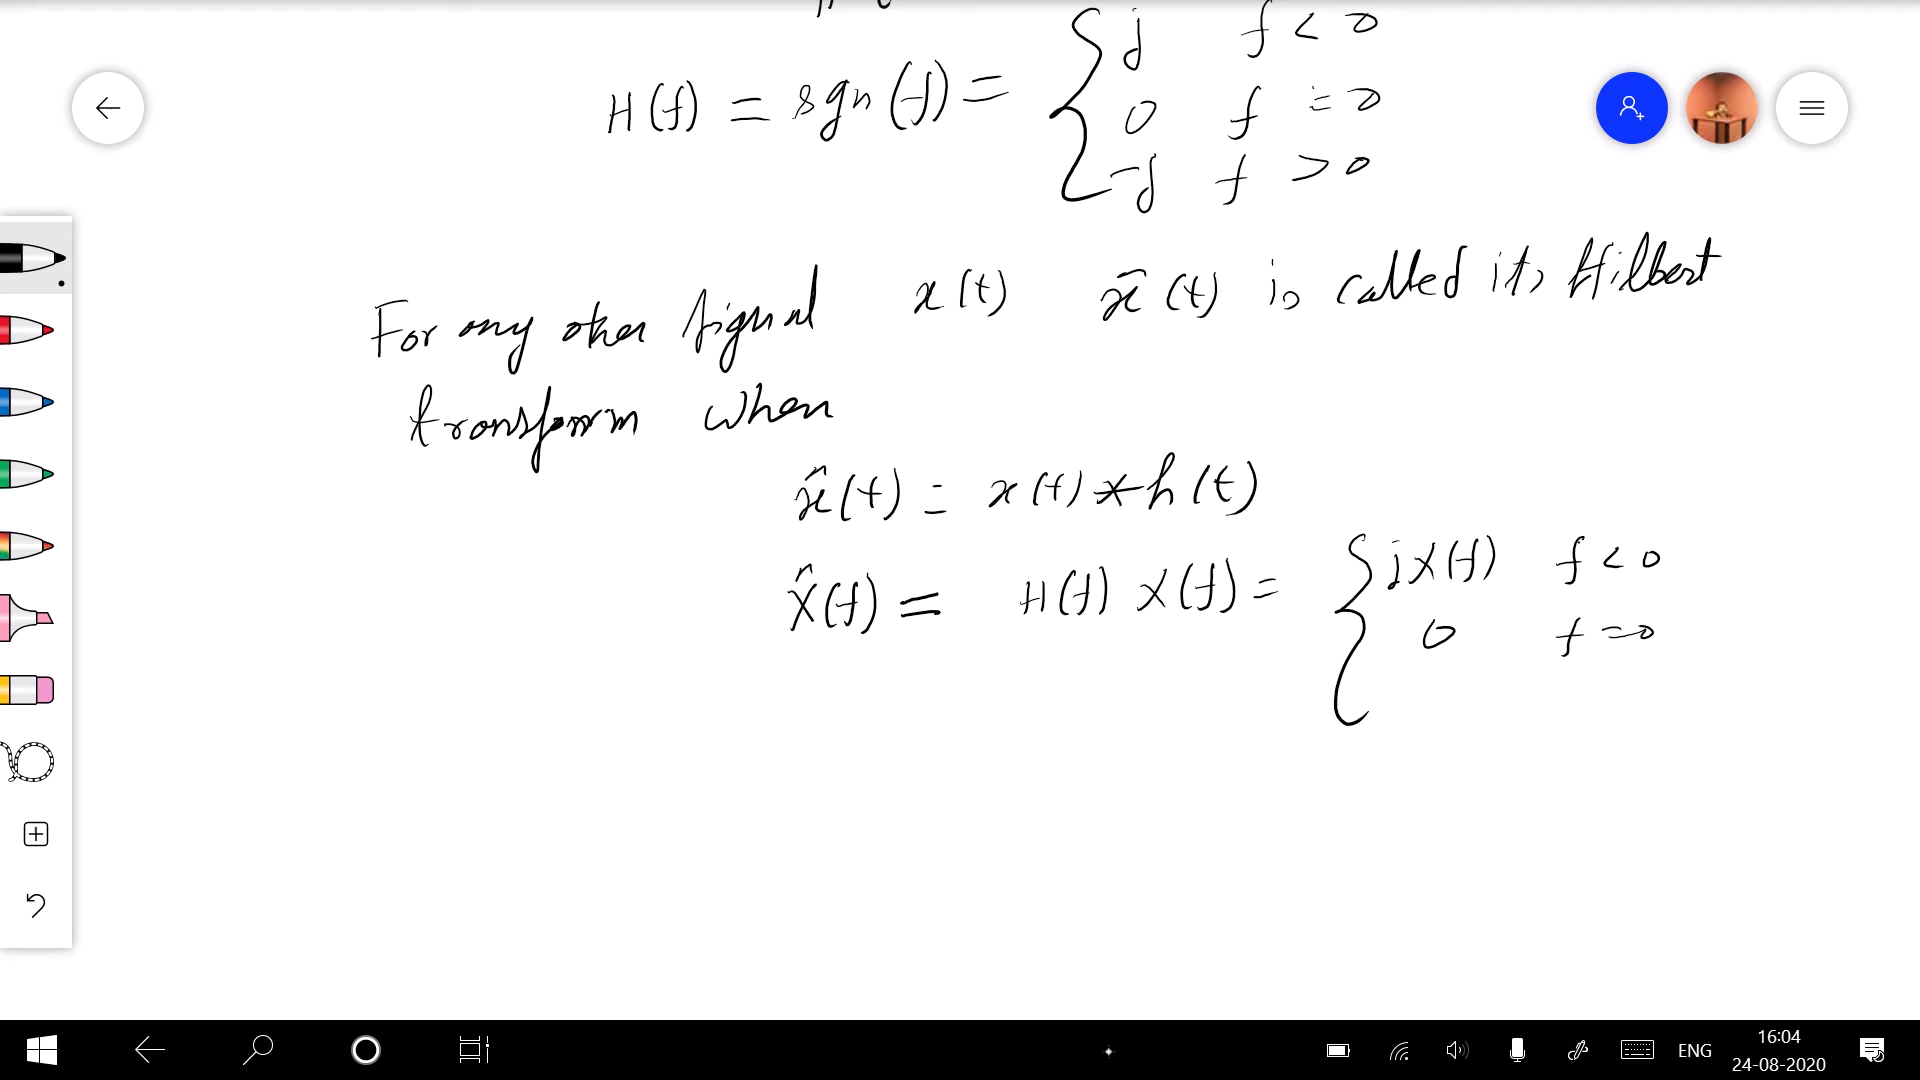 H(f) = sgn(f) = { j f < 0
0 f = 0
-j f > 0
For any other signal x(t) x̂(t) is called its Hilbert
transform when
x̂(t) = x(t) * h(t)
X̂(f) = H(f) X(f) = { jX(f) f < 0
0 f = 0
ENG
16:04
24-08-2020